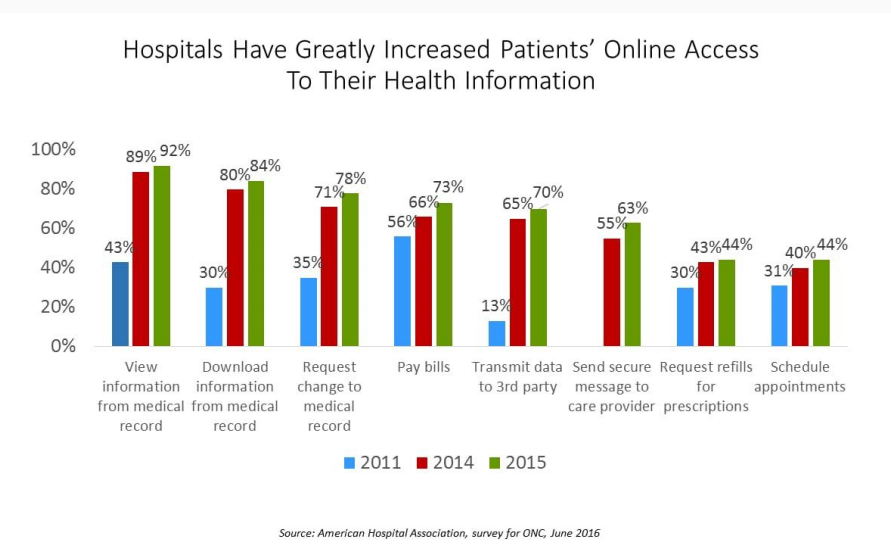 Hospitals Have Greatly Increased Patients’ Online Access
To Their Health Information
100%
80%
60%
40%
20%
0%
43%
89%
92%
30%
80%
84%
35%
71%
78%
56%
66%
73%
13%
65%
70%
55%
63%
30%
43%
44%
31%
40%
44%
View
information
from medical
record
Download
information
from medical
record
Request
change to
medical
record
Pay bills
Transmit data
to 3rd party
Send secure
message to
care provider
Request refills
for
prescriptions
Schedule
appointments
2011
2014
2015
Source: American Hospital Association, survey for ONC, June 2016